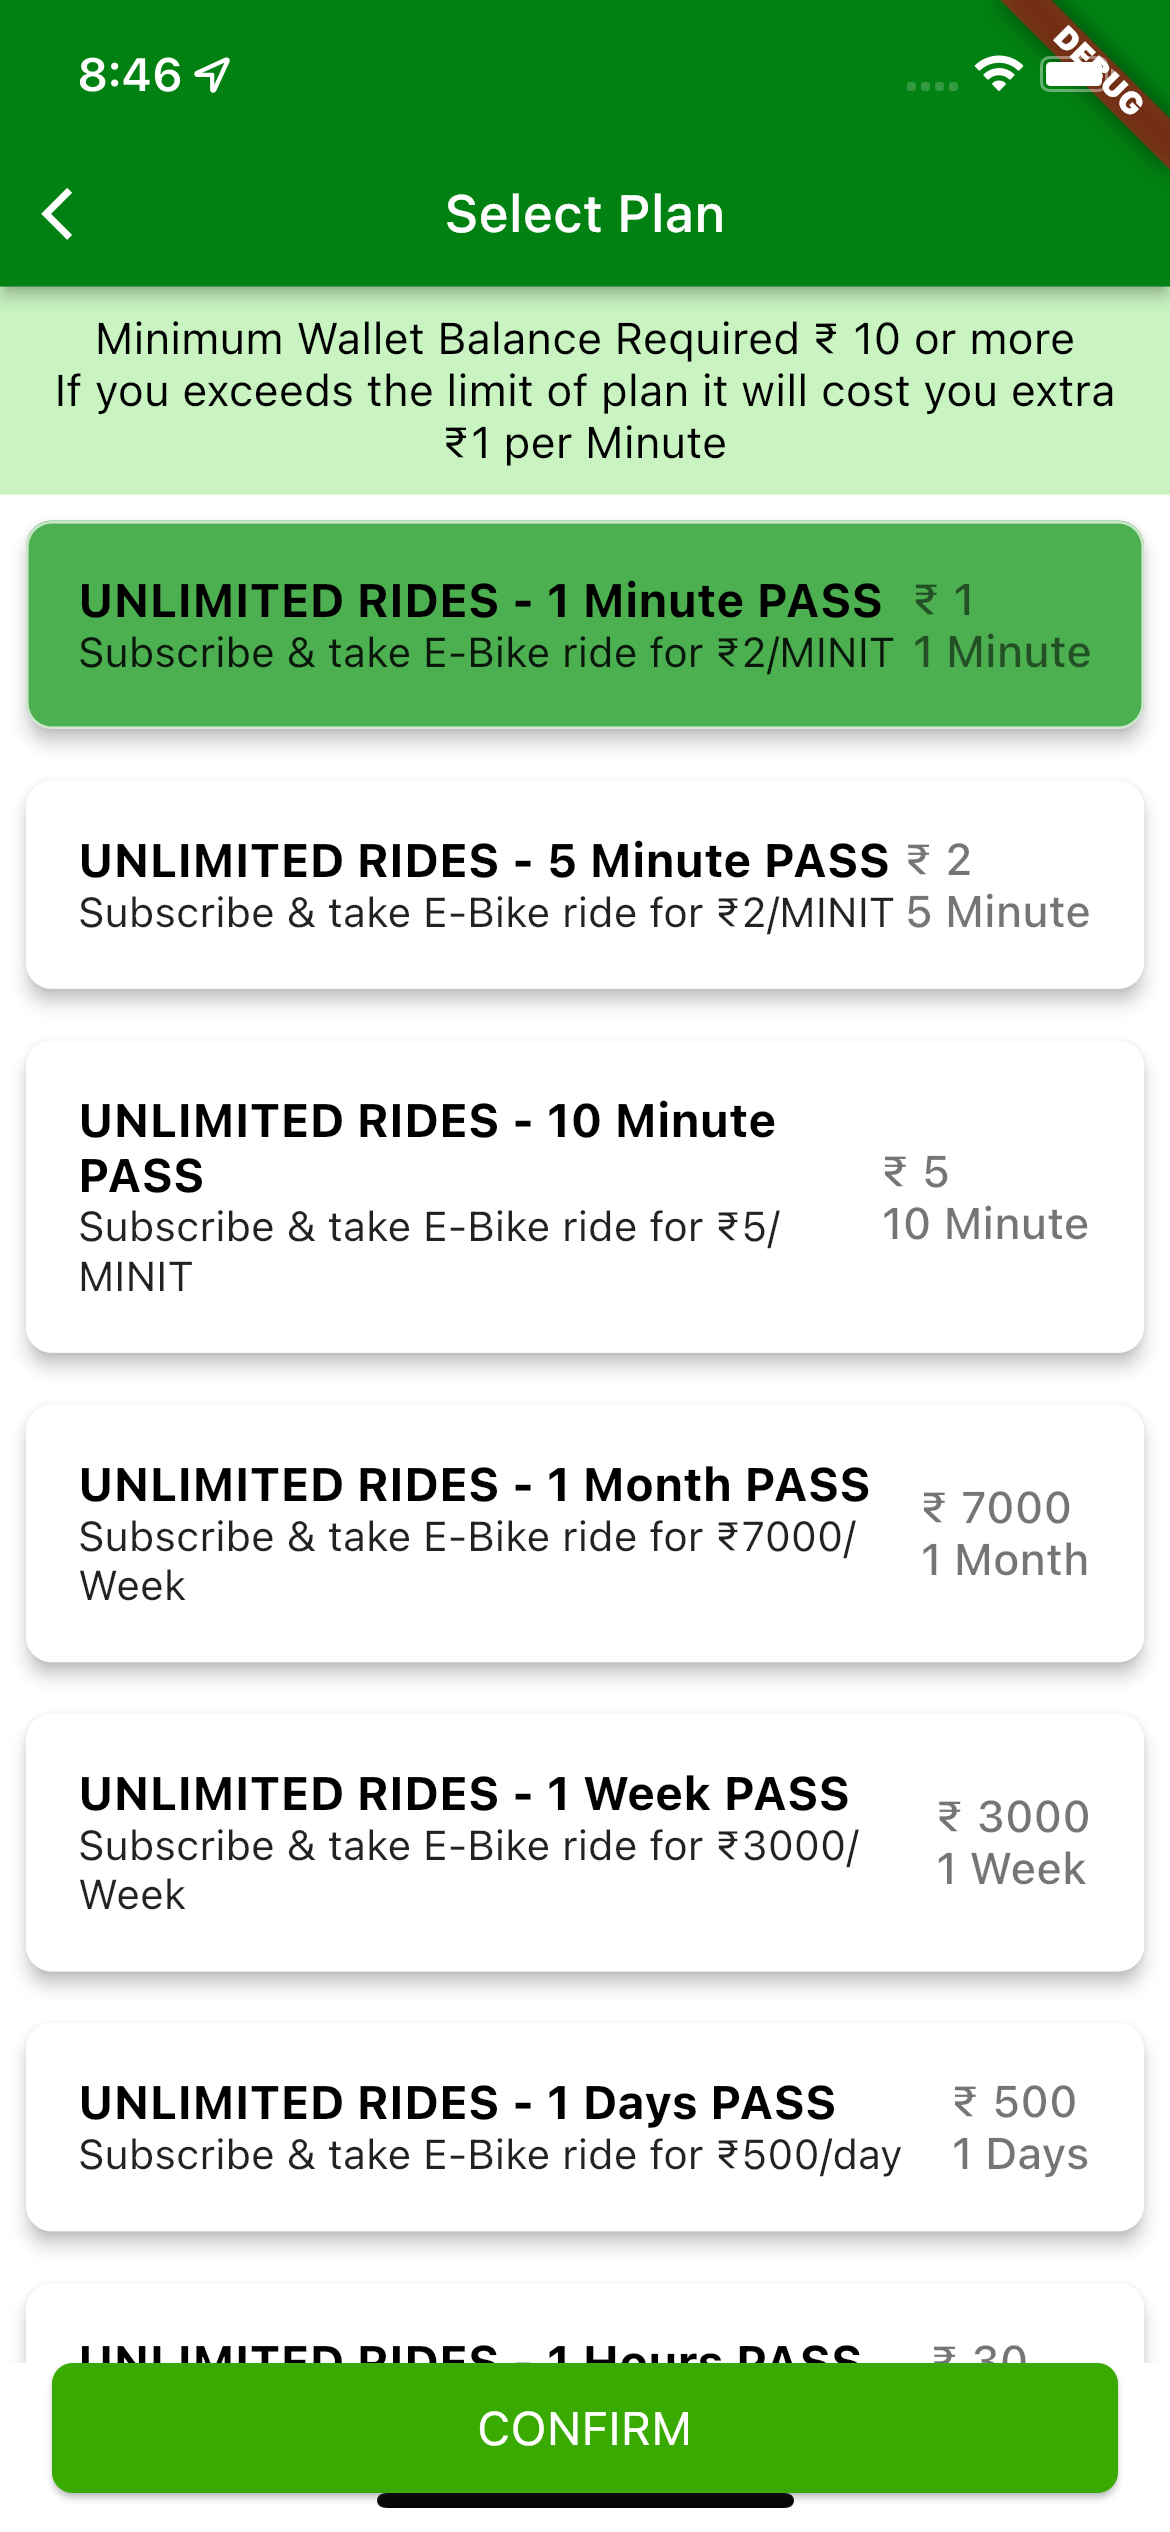 8:46
DEBUG
Select Plan
Minimum Wallet Balance Required ₹ 10 or more
If you exceeds the limit of plan it will cost you extra
₹1 per Minute
UNLIMITED RIDES - 1 Minute PASS ₹ 1
Subscribe & take E-Bike ride for ₹2/MINIT 1 Minute
UNLIMITED RIDES - 5 Minute PASS ₹ 2
Subscribe & take E-Bike ride for ₹2/MINIT 5 Minute
UNLIMITED RIDES - 10 Minute
PASS
Subscribe & take E-Bike ride for ₹5/
MINIT
₹ 5
10 Minute
UNLIMITED RIDES - 1 Month PASS
Subscribe & take E-Bike ride for ₹7000/
Week
₹ 7000
1 Month
UNLIMITED RIDES - 1 Week PASS
Subscribe & take E-Bike ride for ₹3000/
Week
₹ 3000
1 Week
UNLIMITED RIDES - 1 Days PASS ₹ 500
Subscribe & take E-Bike ride for ₹500/day 1 Days
UNLIMITED RIDES - 1 Hours PASS ₹ 30
CONFIRM